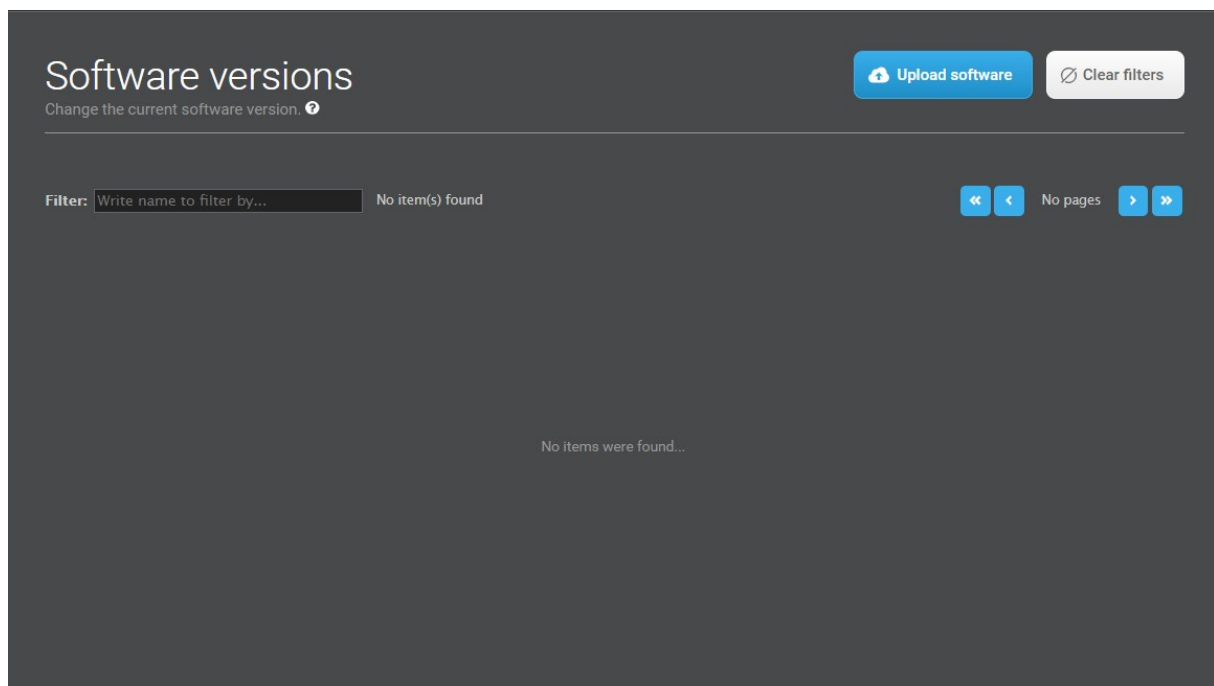 Software versions
Upload software
Clear filters
Change the current software version.
Filter: Write name to filter by... No item(s) found
No pages
No items were found...